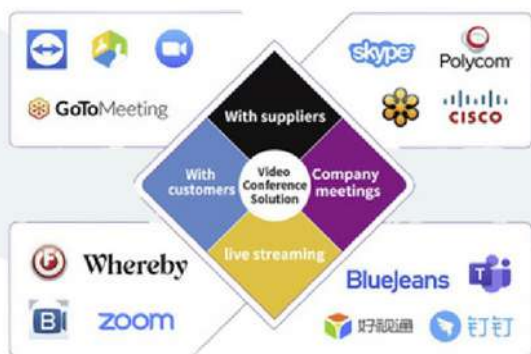 skype
Polycom
GoToMeeting
CISCO
With suppliers
With
customers
Video
Conference
Solution
Company
meetings
live streaming
Whereby
BlueJeans
T
B
zoom
好视通
钉钉